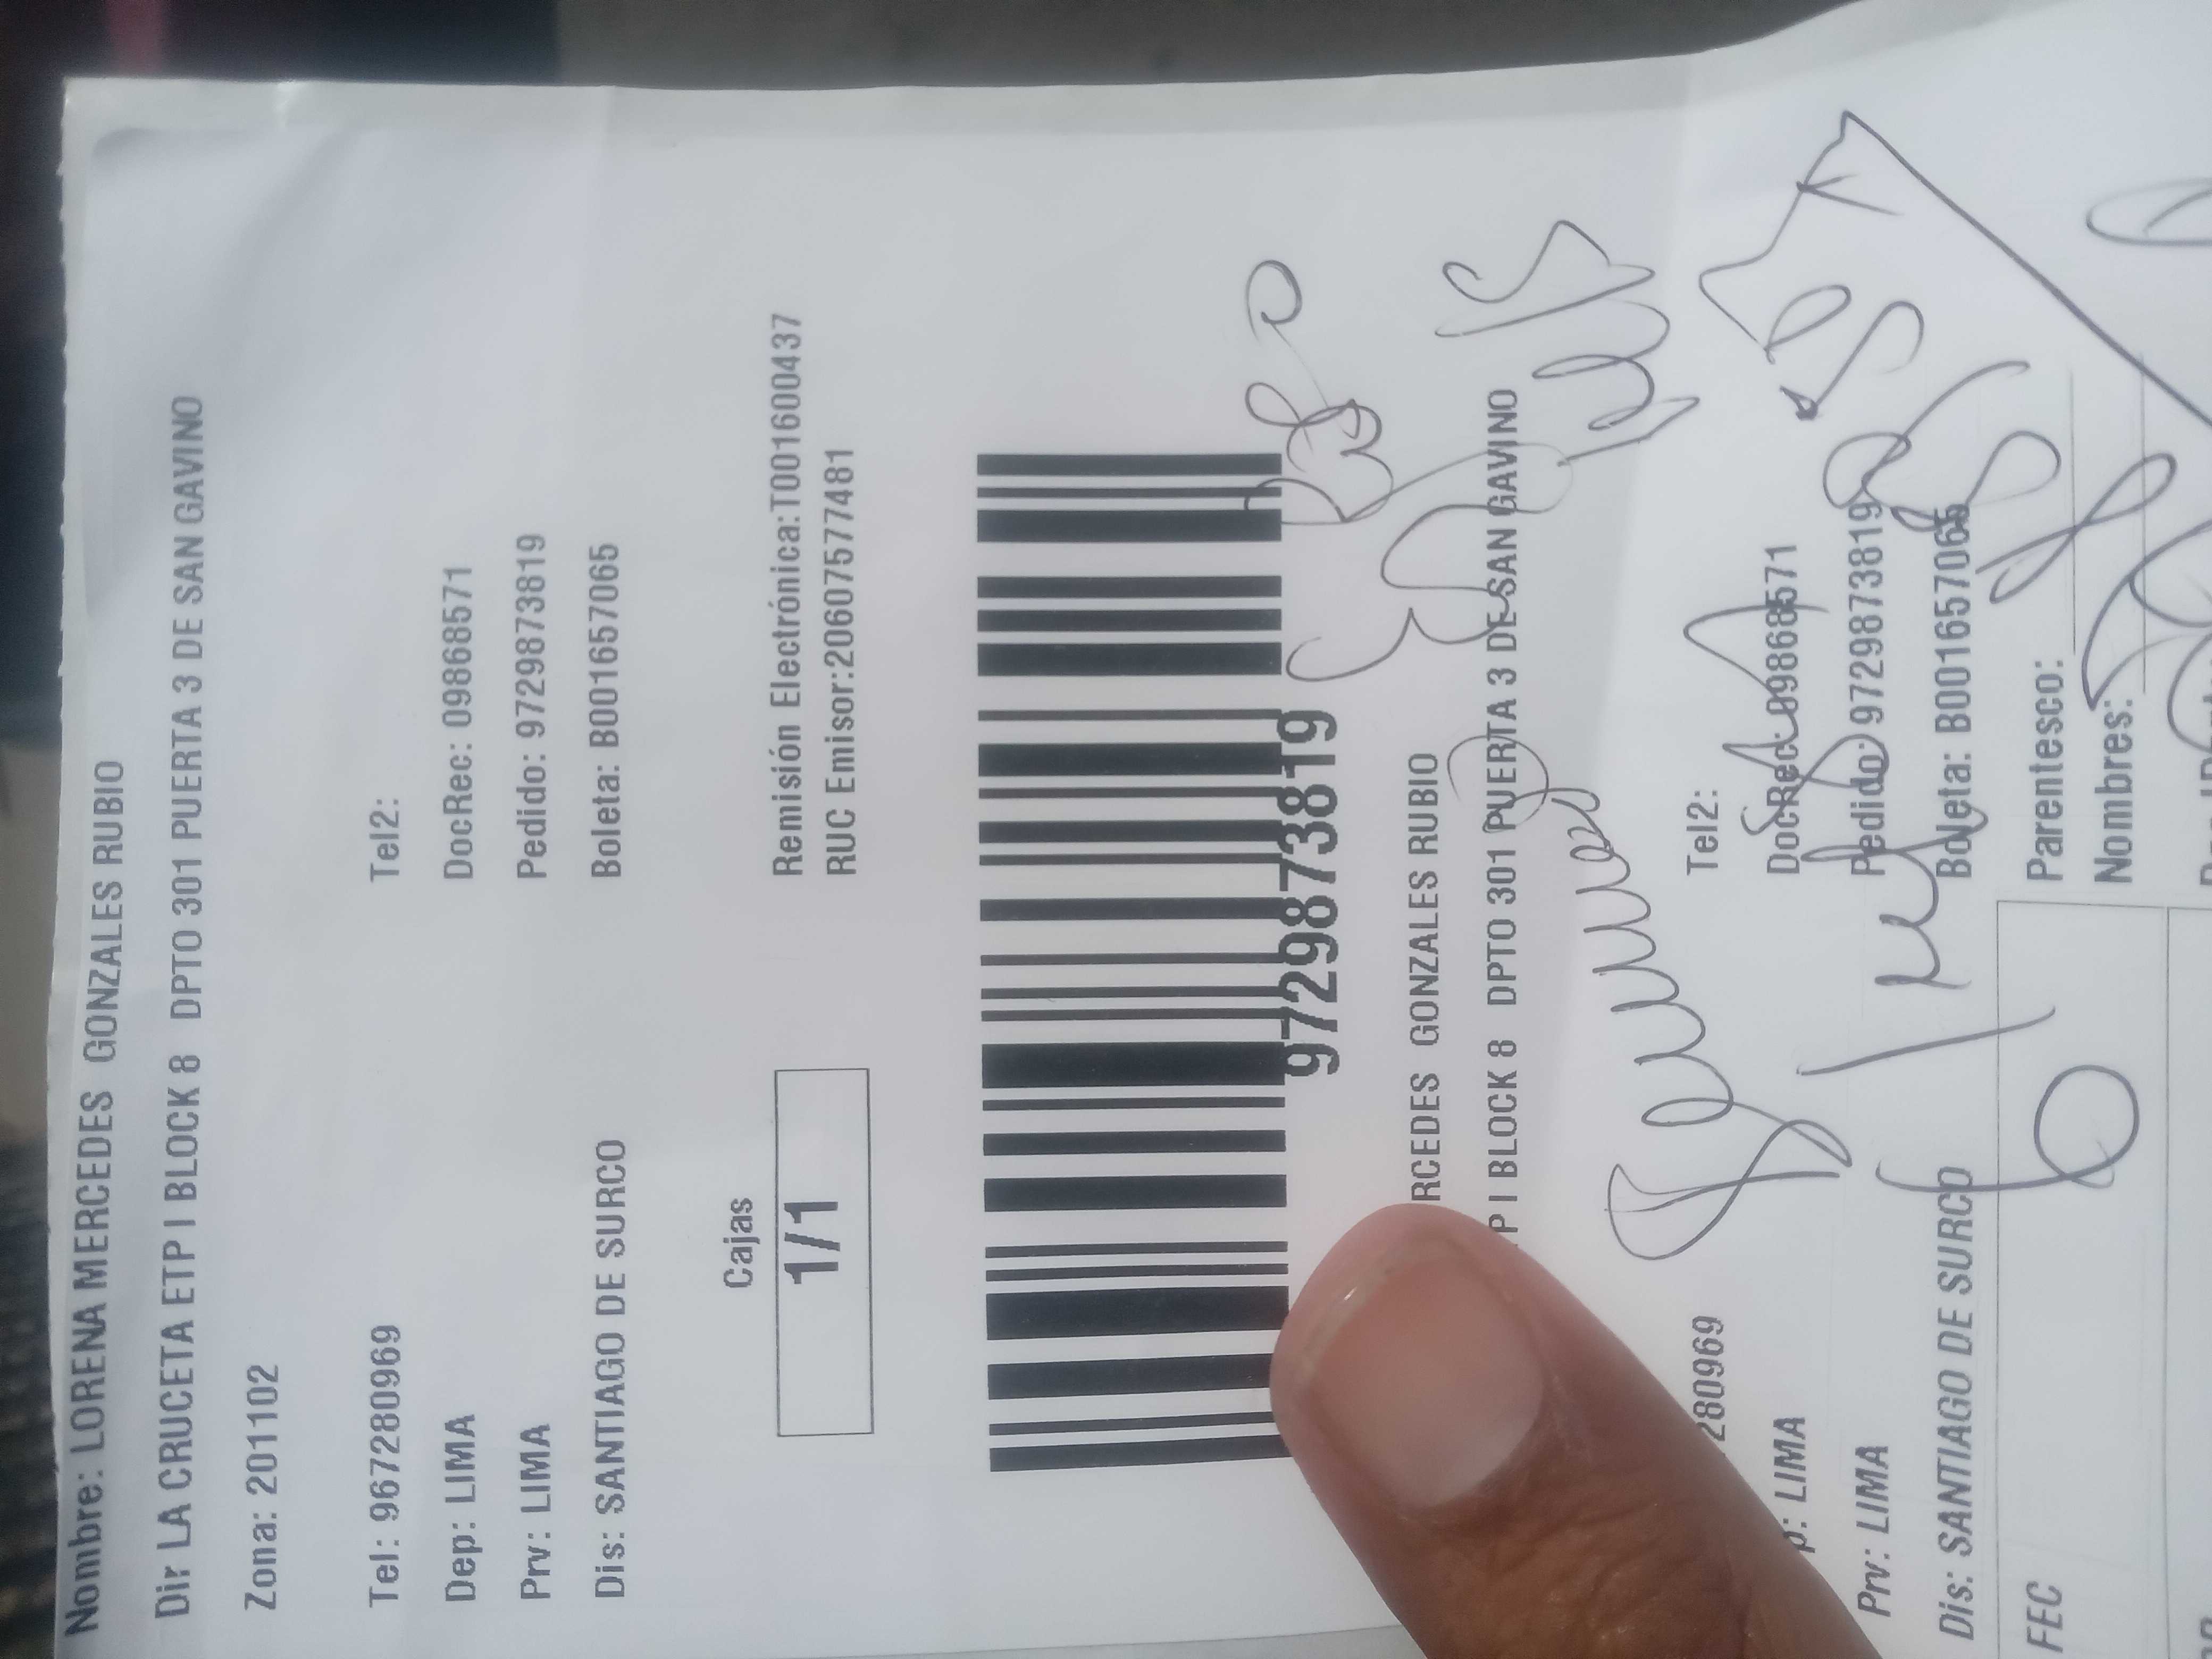 Nombre: LORENA MERCEDES GONZALES RUBIO
Dir LA CRUCETA ETP I BLOCK 8 DPTO 301 PUERTA 3 DE SAN GAVINO
Zona: 201102
Tel: 967280969 Tel2:
Dep: LIMA DocRec: 09868571
Prv: LIMA Pedido: 9729873819
Dis: SANTIAGO DE SURCO Boleta: B001657065
Cajas
1/1
Remisión Electrónica:T001600437
RUC Emisor:20607577481
9729873819
RCEDES GONZALES RUBIO
P I BLOCK 8 DPTO 301 PUERTA 3 DE SAN GAVINO
280969 Tel2:
p: LIMA DocRec: 09868571
Prv: LIMA Pedido: 9729873819
Dis: SANTIAGO DE SURCO Boleta: B001657065
FEC Parentesco:
Nombres: